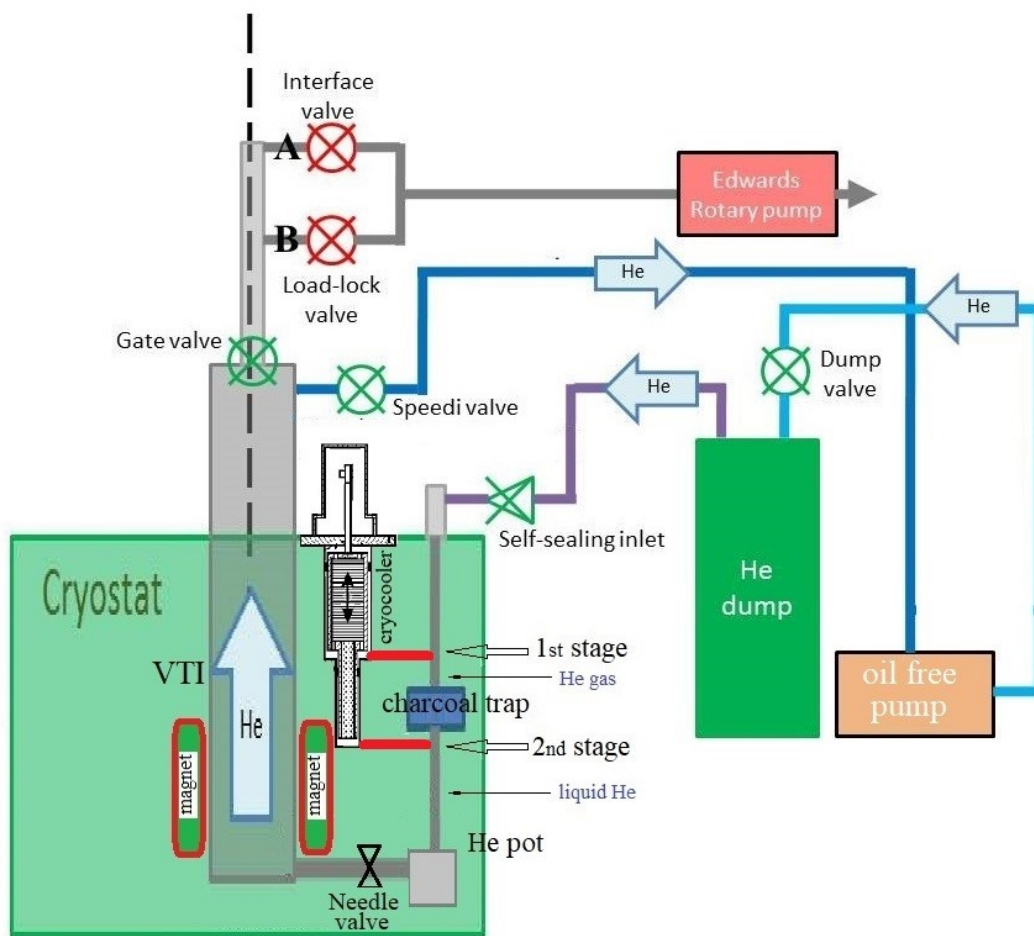 Interface
valve
A
Edwards
Rotary pump
B
Load-lock
valve
He
He
Gate valve
Dump
valve
Speedi valve
He
Self-sealing inlet
Cryostat
cryocooler
He
dump
VTI
1st stage
He gas
oil free
pump
charcoal trap
He
magnet
magnet
2nd stage
liquid He
He pot
Needle
valve